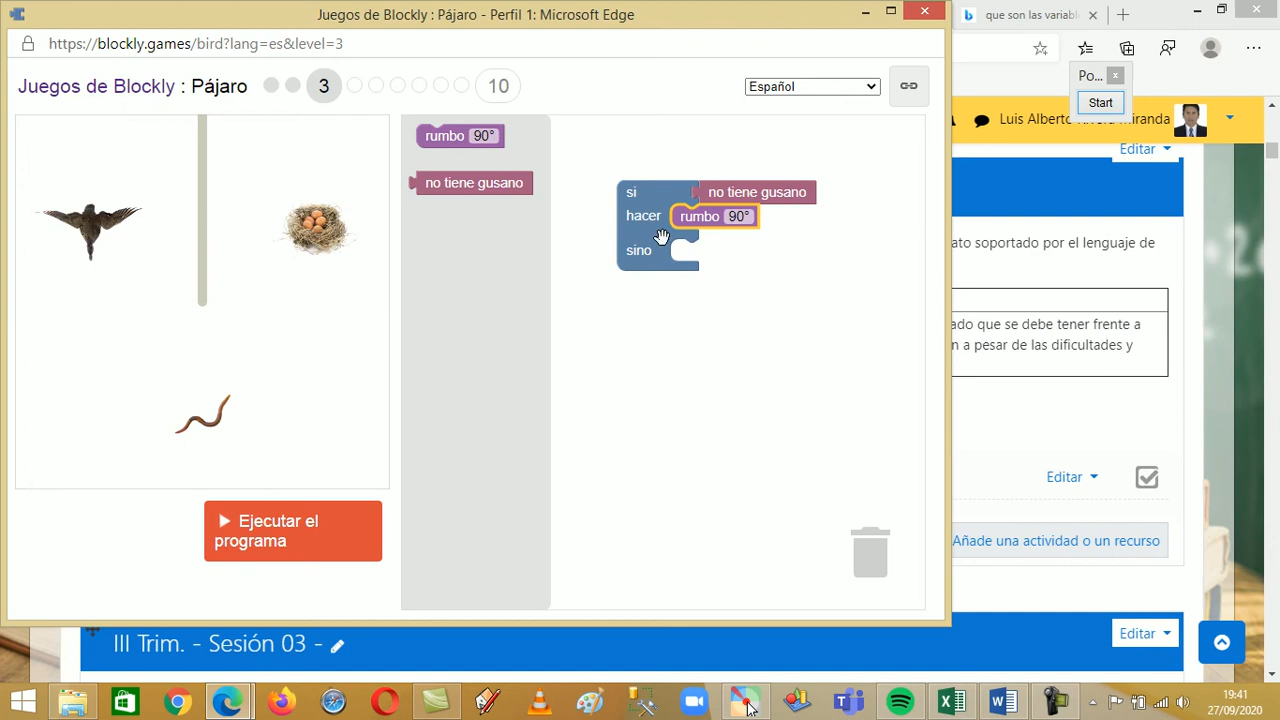 Juegos de Blockly : Pájaro - Perfil 1: Microsoft Edge
https://blockly.games/bird?lang=es&level=3
Juegos de Blockly : Pájaro
3
10
Español
rumbo 90°
no tiene gusano
si no tiene gusano
hacer rumbo 90°
sino
Ejecutar el
programa
que son las variabl
Po...
x
Start
Luis Alberto
Miranda
Editar
ato soportado por el lenguaje de
ado que se debe tener frente a
m a pesar de las dificultades y
Editar
Añade una actividad o un recurso
III Trim. - Sesión 03 -
Editar
19:41
27/09/2020